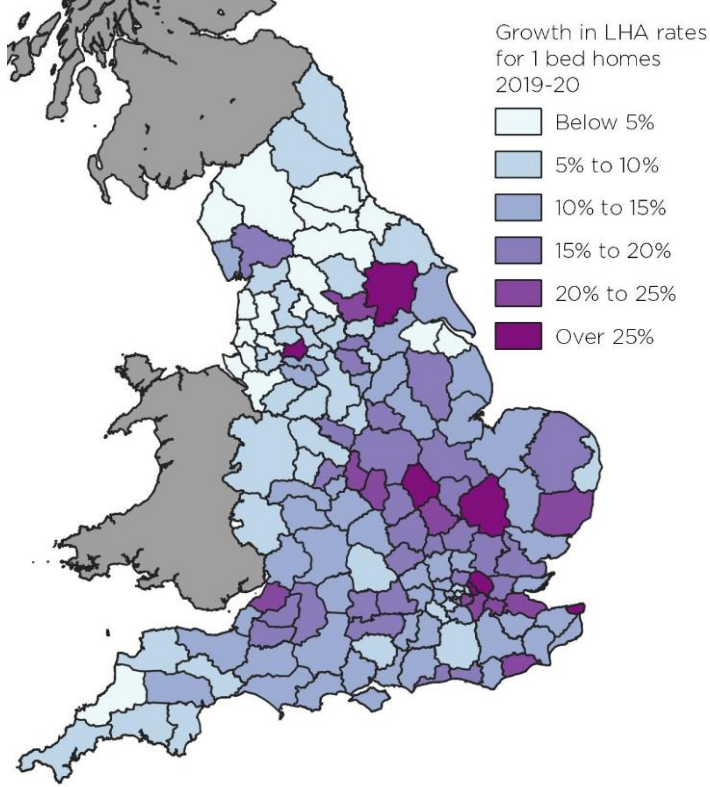 Growth in LHA rates
for 1 bed homes
2019-20
Below 5%
5% to 10%
10% to 15%
15% to 20%
20% to 25%
Over 25%